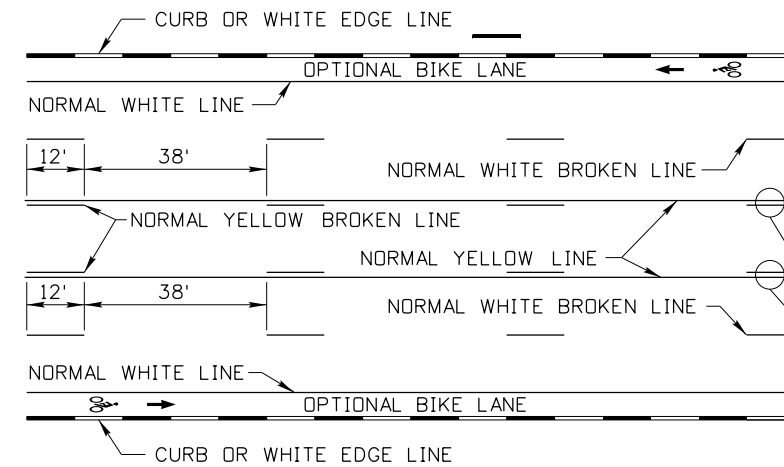 CURB OR WHITE EDGE LINE
OPTIONAL BIKE LANE
NORMAL WHITE LINE
12' 38'
NORMAL WHITE BROKEN LINE
NORMAL YELLOW BROKEN LINE
NORMAL YELLOW LINE
12' 38'
NORMAL WHITE BROKEN LINE
NORMAL WHITE LINE
OPTIONAL BIKE LANE
CURB OR WHITE EDGE LINE